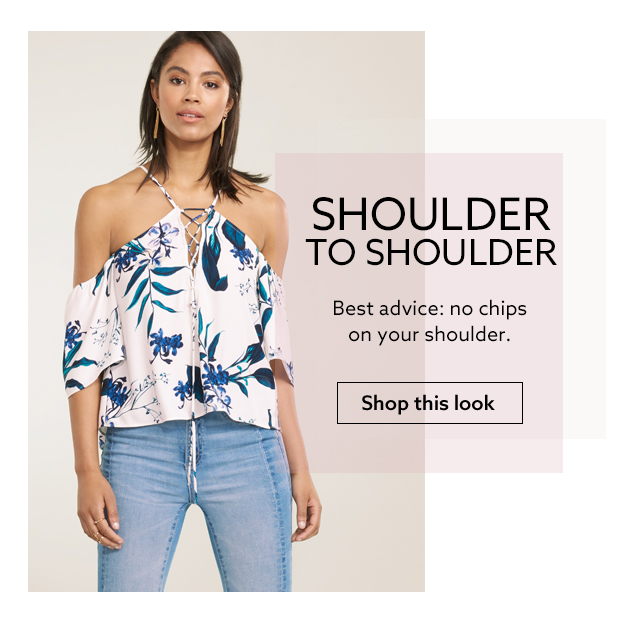 SHOULDER
TO SHOULDER
Best advice: no chips
on your shoulder.
Shop this look